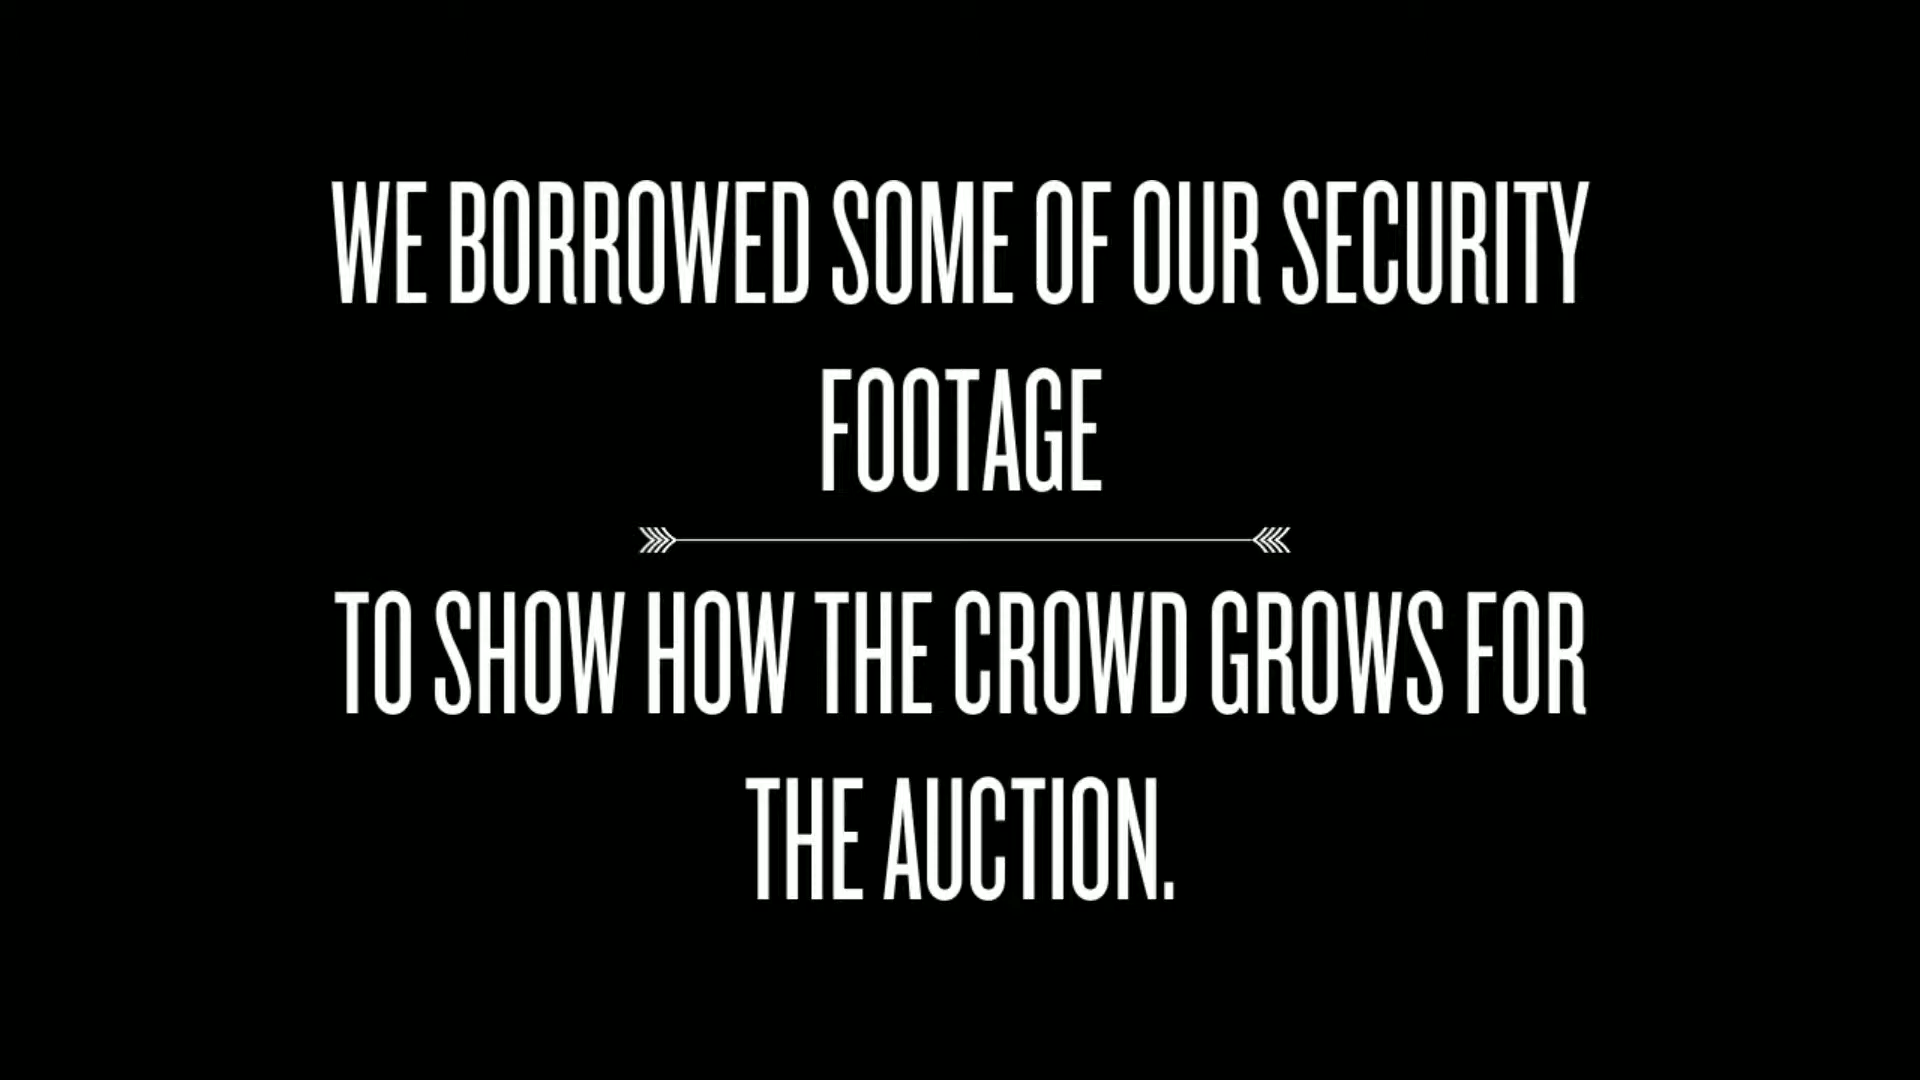 WE BORROWED SOME OF OUR SECURITY
FOOTAGE
TO SHOW HOW THE CROWD GROWS FOR
THE AUCTION.